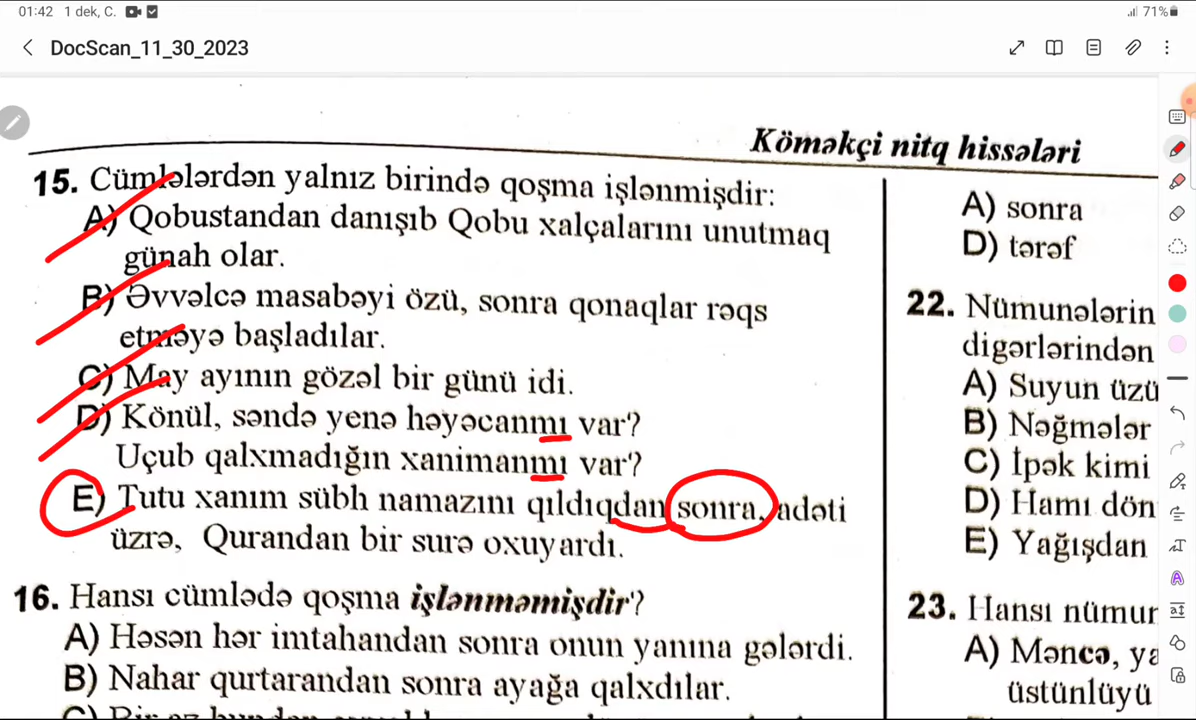 01:42 1 dek, C.
71%
DocScan_11_30_2023
Köməkçi nitq hissələri
15. Cümlələrdən yalnız birində qoşma işlənmişdir:
A) Qobustandan danışıb Qobu xalçalarını unutmaq
günah olar.
B) Əvvəlcə masabəyi özü, sonra qonaqlar rəqs
etməyə başladılar.
C) May ayının gözəl bir günü idi.
D) Könül, səndə yenə həyəcanmı var?
Uçub qalxmadığın xanimanmı var?
E) Tutu xanım sübh namazını qıldıqdan sonra, adəti
üzrə, Qurandan bir surə oxuyardı.
16. Hansı cümlədə qoşma işlənməmişdir?
A) Həsən hər imtahandan sonra onun yanına gələrdi.
B) Nahar qurtarandan sonra ayağa qalxdılar.
A) sonra
D) tərəf
22. Nümunələrin
digərlərindən
A) Suyun üzü
B) Nəğmələr
C) İpək kimi
D) Hamı dön
E) Yağışdan
23. Hansı nümur
A) Məncə, ya
üstünlüyü